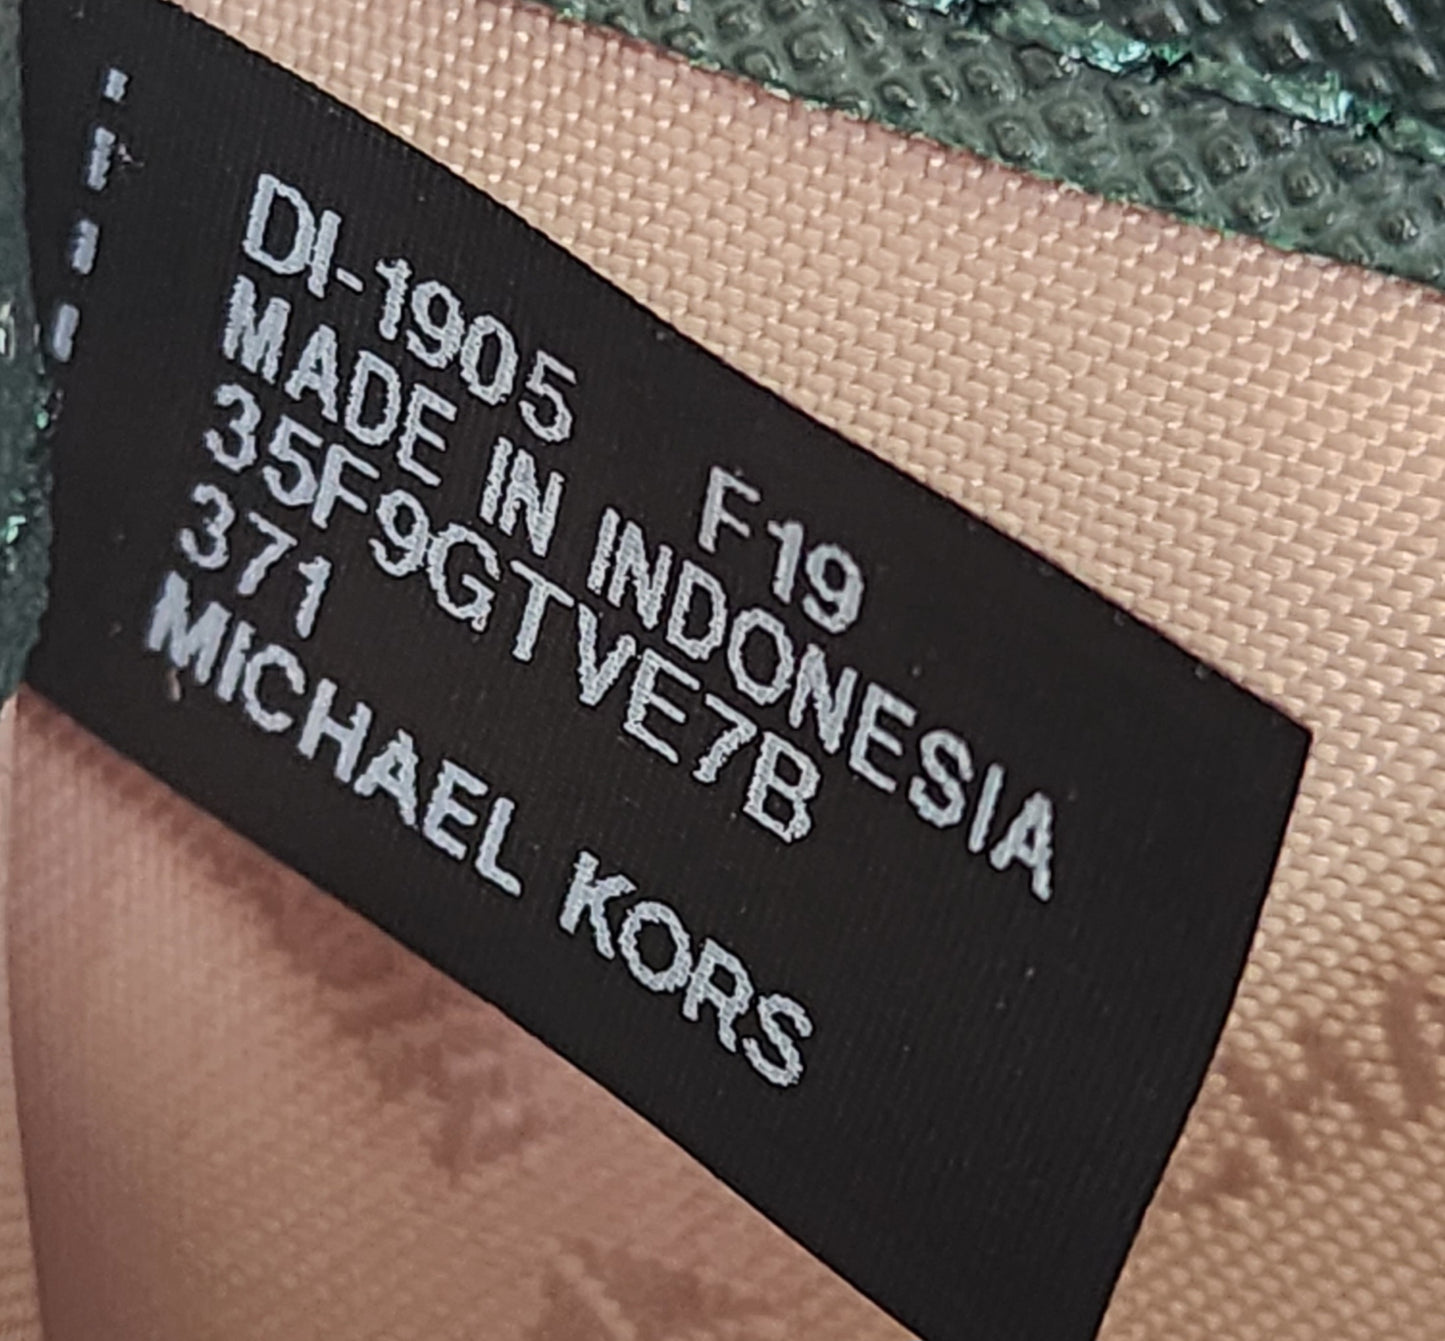 DI-1905 F19
MADE IN INDONESIA
35F9GTVE7B
371
MICHAEL KORS